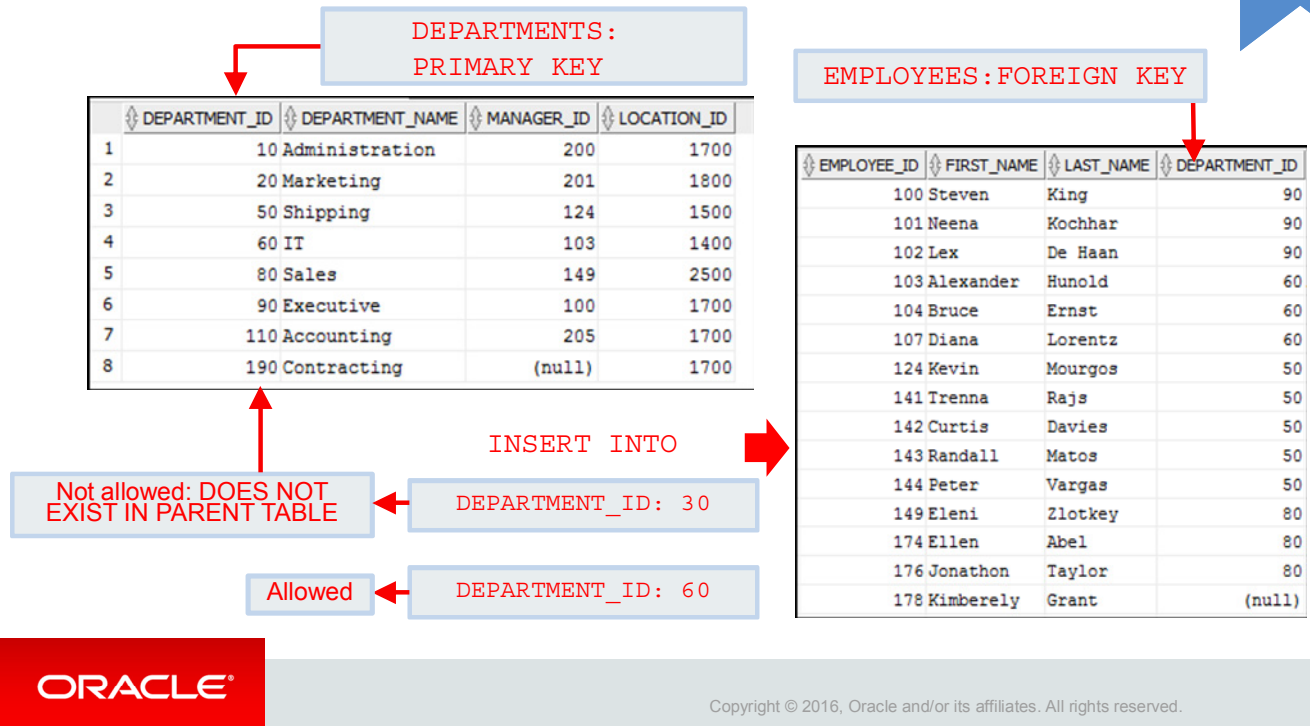 DEPARTMENTS:
PRIMARY KEY
EMPLOYEES:FOREIGN KEY
DEPARTMENT_ID DEPARTMENT_NAME MANAGER_ID LOCATION_ID
1 10 Administration 200 1700
2 20 Marketing 201 1800
3 50 Shipping 124 1500
4 60 IT 103 1400
5 80 Sales 149 2500
6 90 Executive 100 1700
7 110 Accounting 205 1700
8 190 Contracting (null) 1700
EMPLOYEE_ID FIRST_NAME LAST_NAME DEPARTMENT_ID
100 Steven King 90
101 Neena Kochhar 90
102 Lex De Haan 90
103 Alexander Hunold 60
104 Bruce Ernst 60
107 Diana Lorentz 60
124 Kevin Mourgos 50
141 Trenna Rajs 50
142 Curtis Davies 50
143 Randall Matos 50
144 Peter Vargas 50
149 Eleni Zlotkey 80
174 Ellen Abel 80
176 Jonathon Taylor 80
178 Kimberely Grant (null)
INSERT INTO
Not allowed: DOES NOT
EXIST IN PARENT TABLE
DEPARTMENT_ID: 30
Allowed
DEPARTMENT_ID: 60
ORACLE®
Copyright © 2016, Oracle and/or its affiliates. All rights reserved.